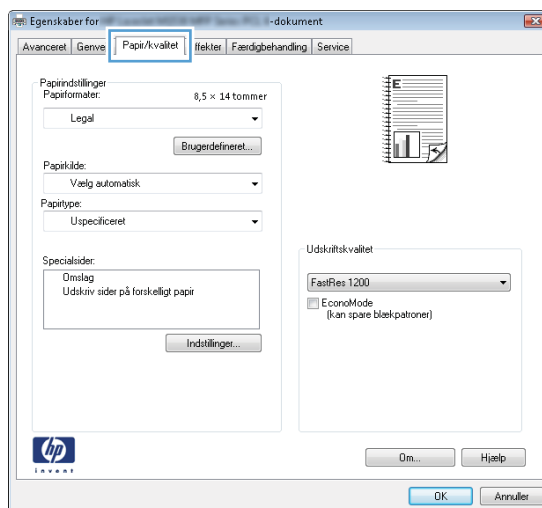 Egenskaber for -dokument
Avanceret Genve Papir/kvalitet ffekter Færdigbehandling Service
Papirindstillinger
Papirformater: 8,5 × 14 tommer
Legal
Brugerdefineret...
Papirkilde:
Vælg automatisk
Papirtype:
Uspecificeret
Specialsider:
Omslag
Udskriv sider på forskelligt papir
Indstillinger...
E
Udskriftskvalitet
FastRes 1200
EconoMode
(kan spare blækpatroner)
hp
invent
Om... Hjælp
OK Annuller